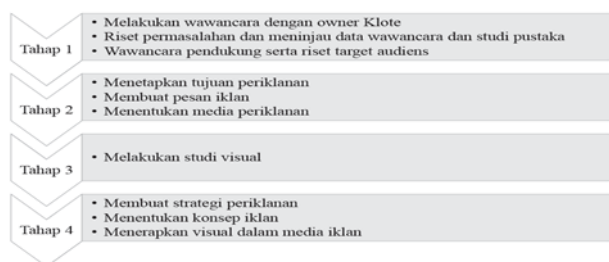 Tahap 1
• Melakukan wawancara dengan owner Klote
• Riset permasalahan dan meninjau data wawancara dan studi pustaka
• Wawancara pendukung serta riset target audiens
Tahap 2
• Menetapkan tujuan periklanan
• Membuat pesan iklan
• Menentukan media periklanan
Tahap 3
• Melakukan studi visual
Tahap 4
• Membuat strategi periklanan
• Menentukan konsep iklan
• Menerapkan visual dalam media iklan